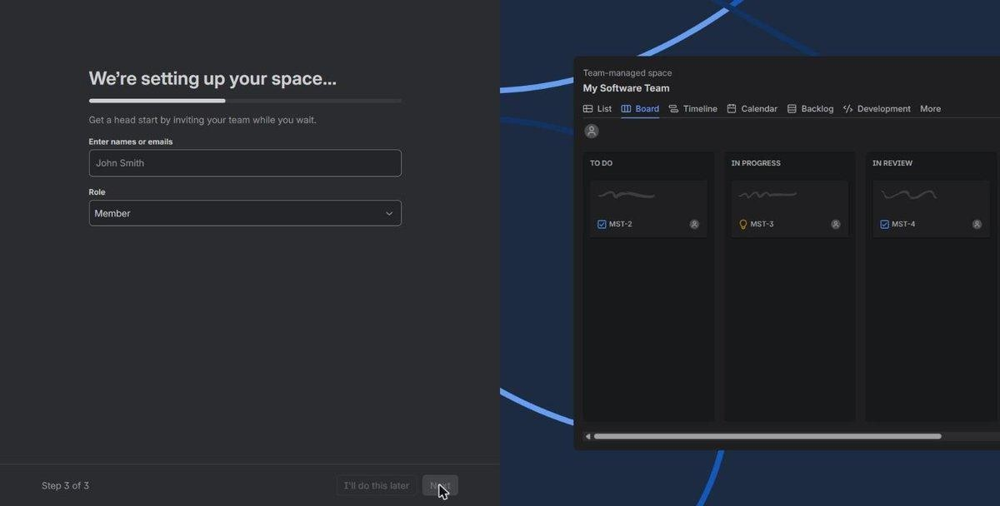 We're setting up your space...
Get a head start by inviting your team while you wait.
Enter names or emails
John Smith
Role
Member
Step 3 of 3
I'll do this later
Next
Team-managed space
My Software Team
List Board Timeline Calendar Backlog Development More
TO DO
MST-2
IN PROGRESS
MST-3
IN REVIEW
MST-4